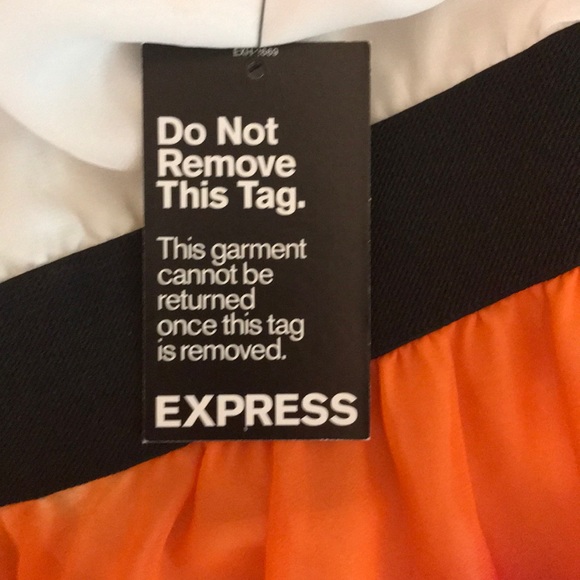 Do Not
Remove
This Tag.
This garment
cannot be
returned
once this tag
is removed.
EXPRESS